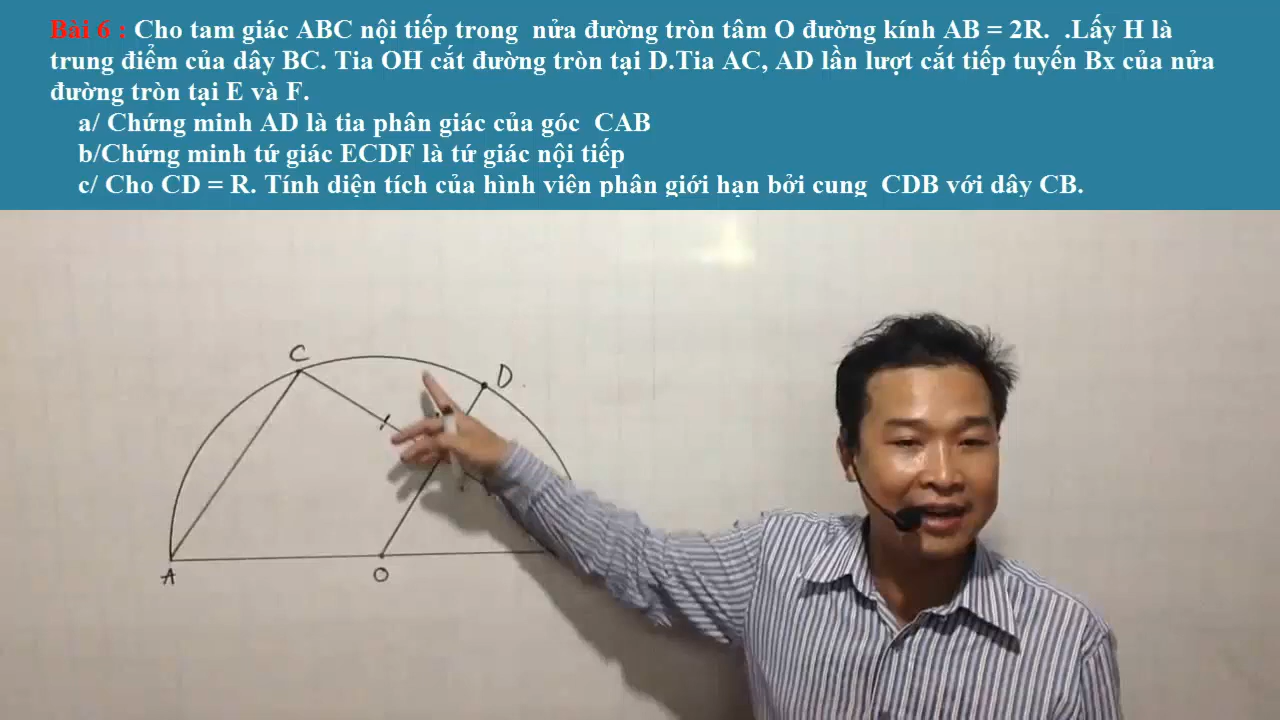 Bài 6 : Cho tam giác ABC nội tiếp trong nửa đường tròn tâm O đường kính AB = 2R. .Lấy H là
trung điểm của dây BC. Tia OH cắt đường tròn tại D.Tia AC, AD lần lượt cắt tiếp tuyến Bx của nửa
đường tròn tại E và F.
a/ Chứng minh AD là tia phân giác của góc CAB
b/Chứng minh tứ giác ECDF là tứ giác nội tiếp
c/ Cho CD = R. Tính diện tích của hình viên phân giới hạn bởi cung CDB với dây CB.
C
D
A
O